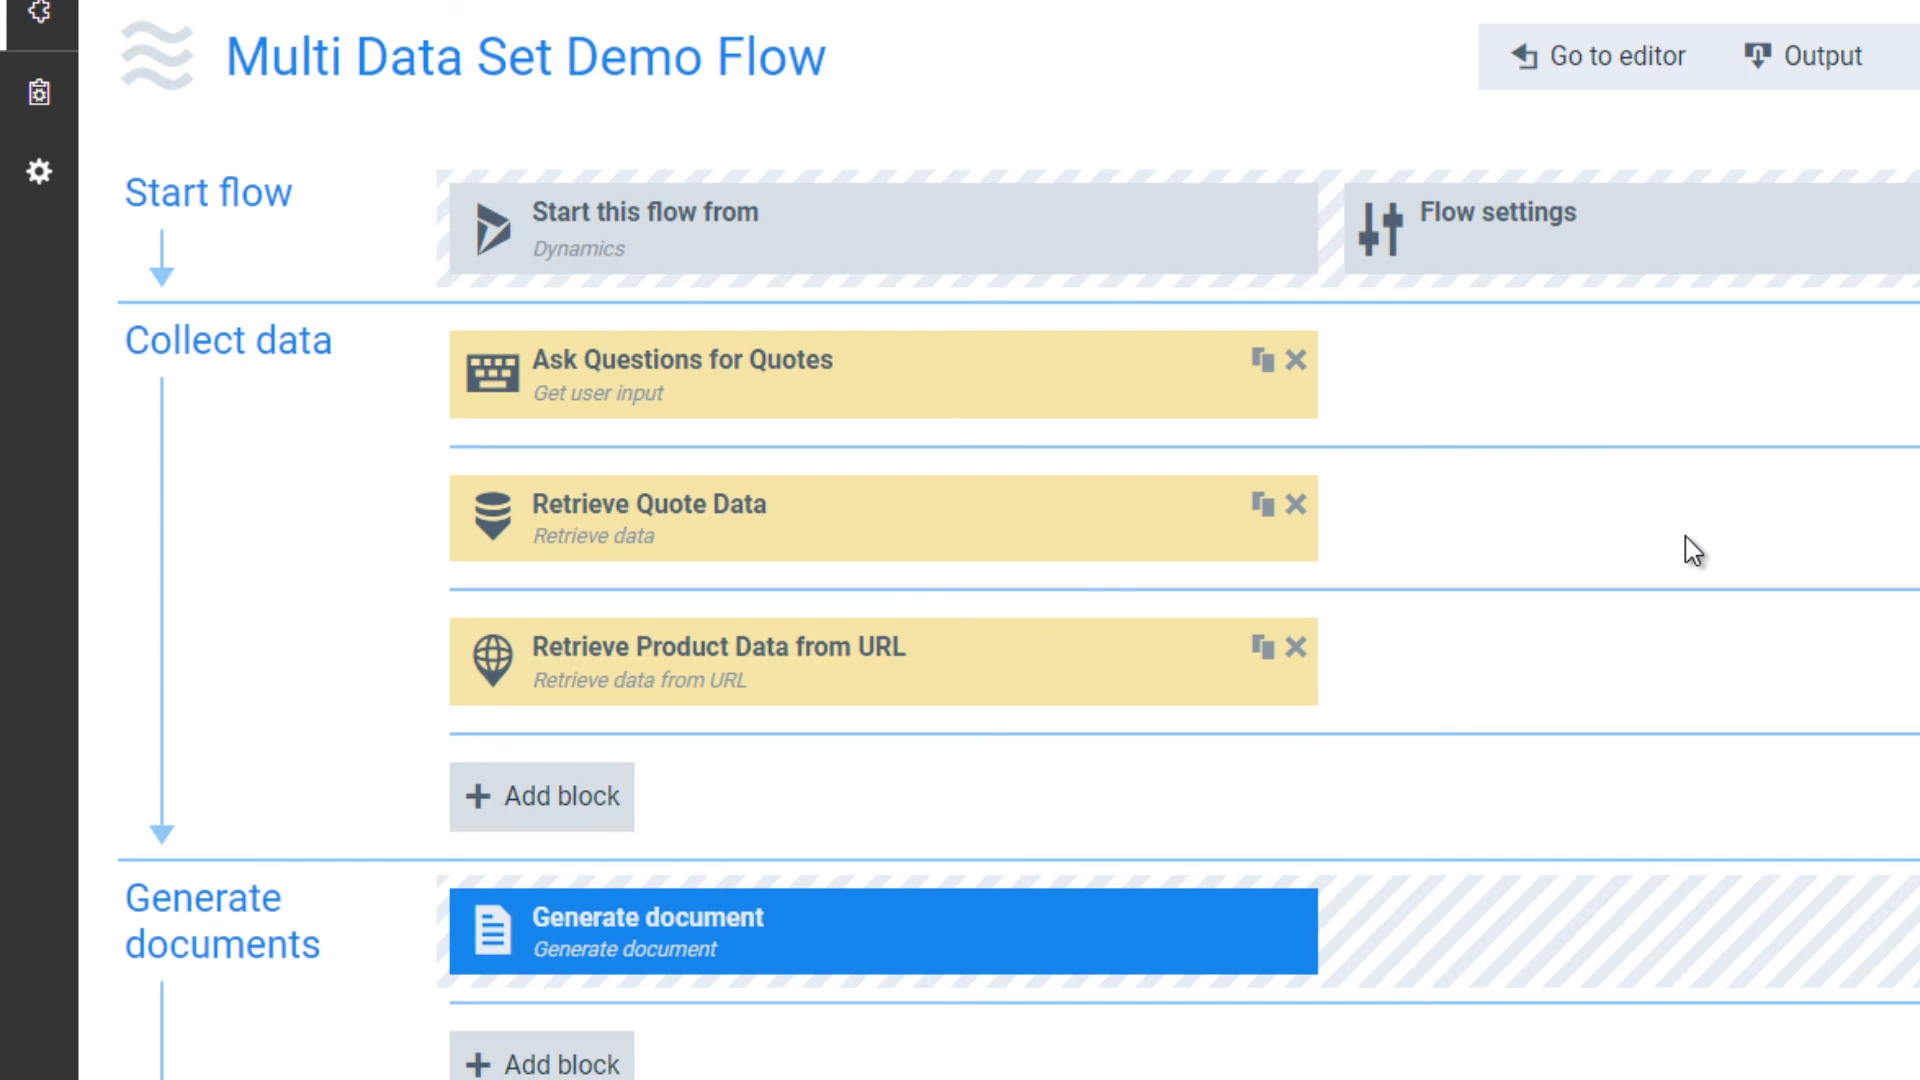 Multi Data Set Demo Flow
Go to editor
Output
Start flow
Start this flow from
Dynamics
Flow settings
Collect data
Ask Questions for Quotes
Get user input
Retrieve Quote Data
Retrieve data
Retrieve Product Data from URL
Retrieve data from URL
Add block
Generate
documents
Generate document
Generate document
Add block